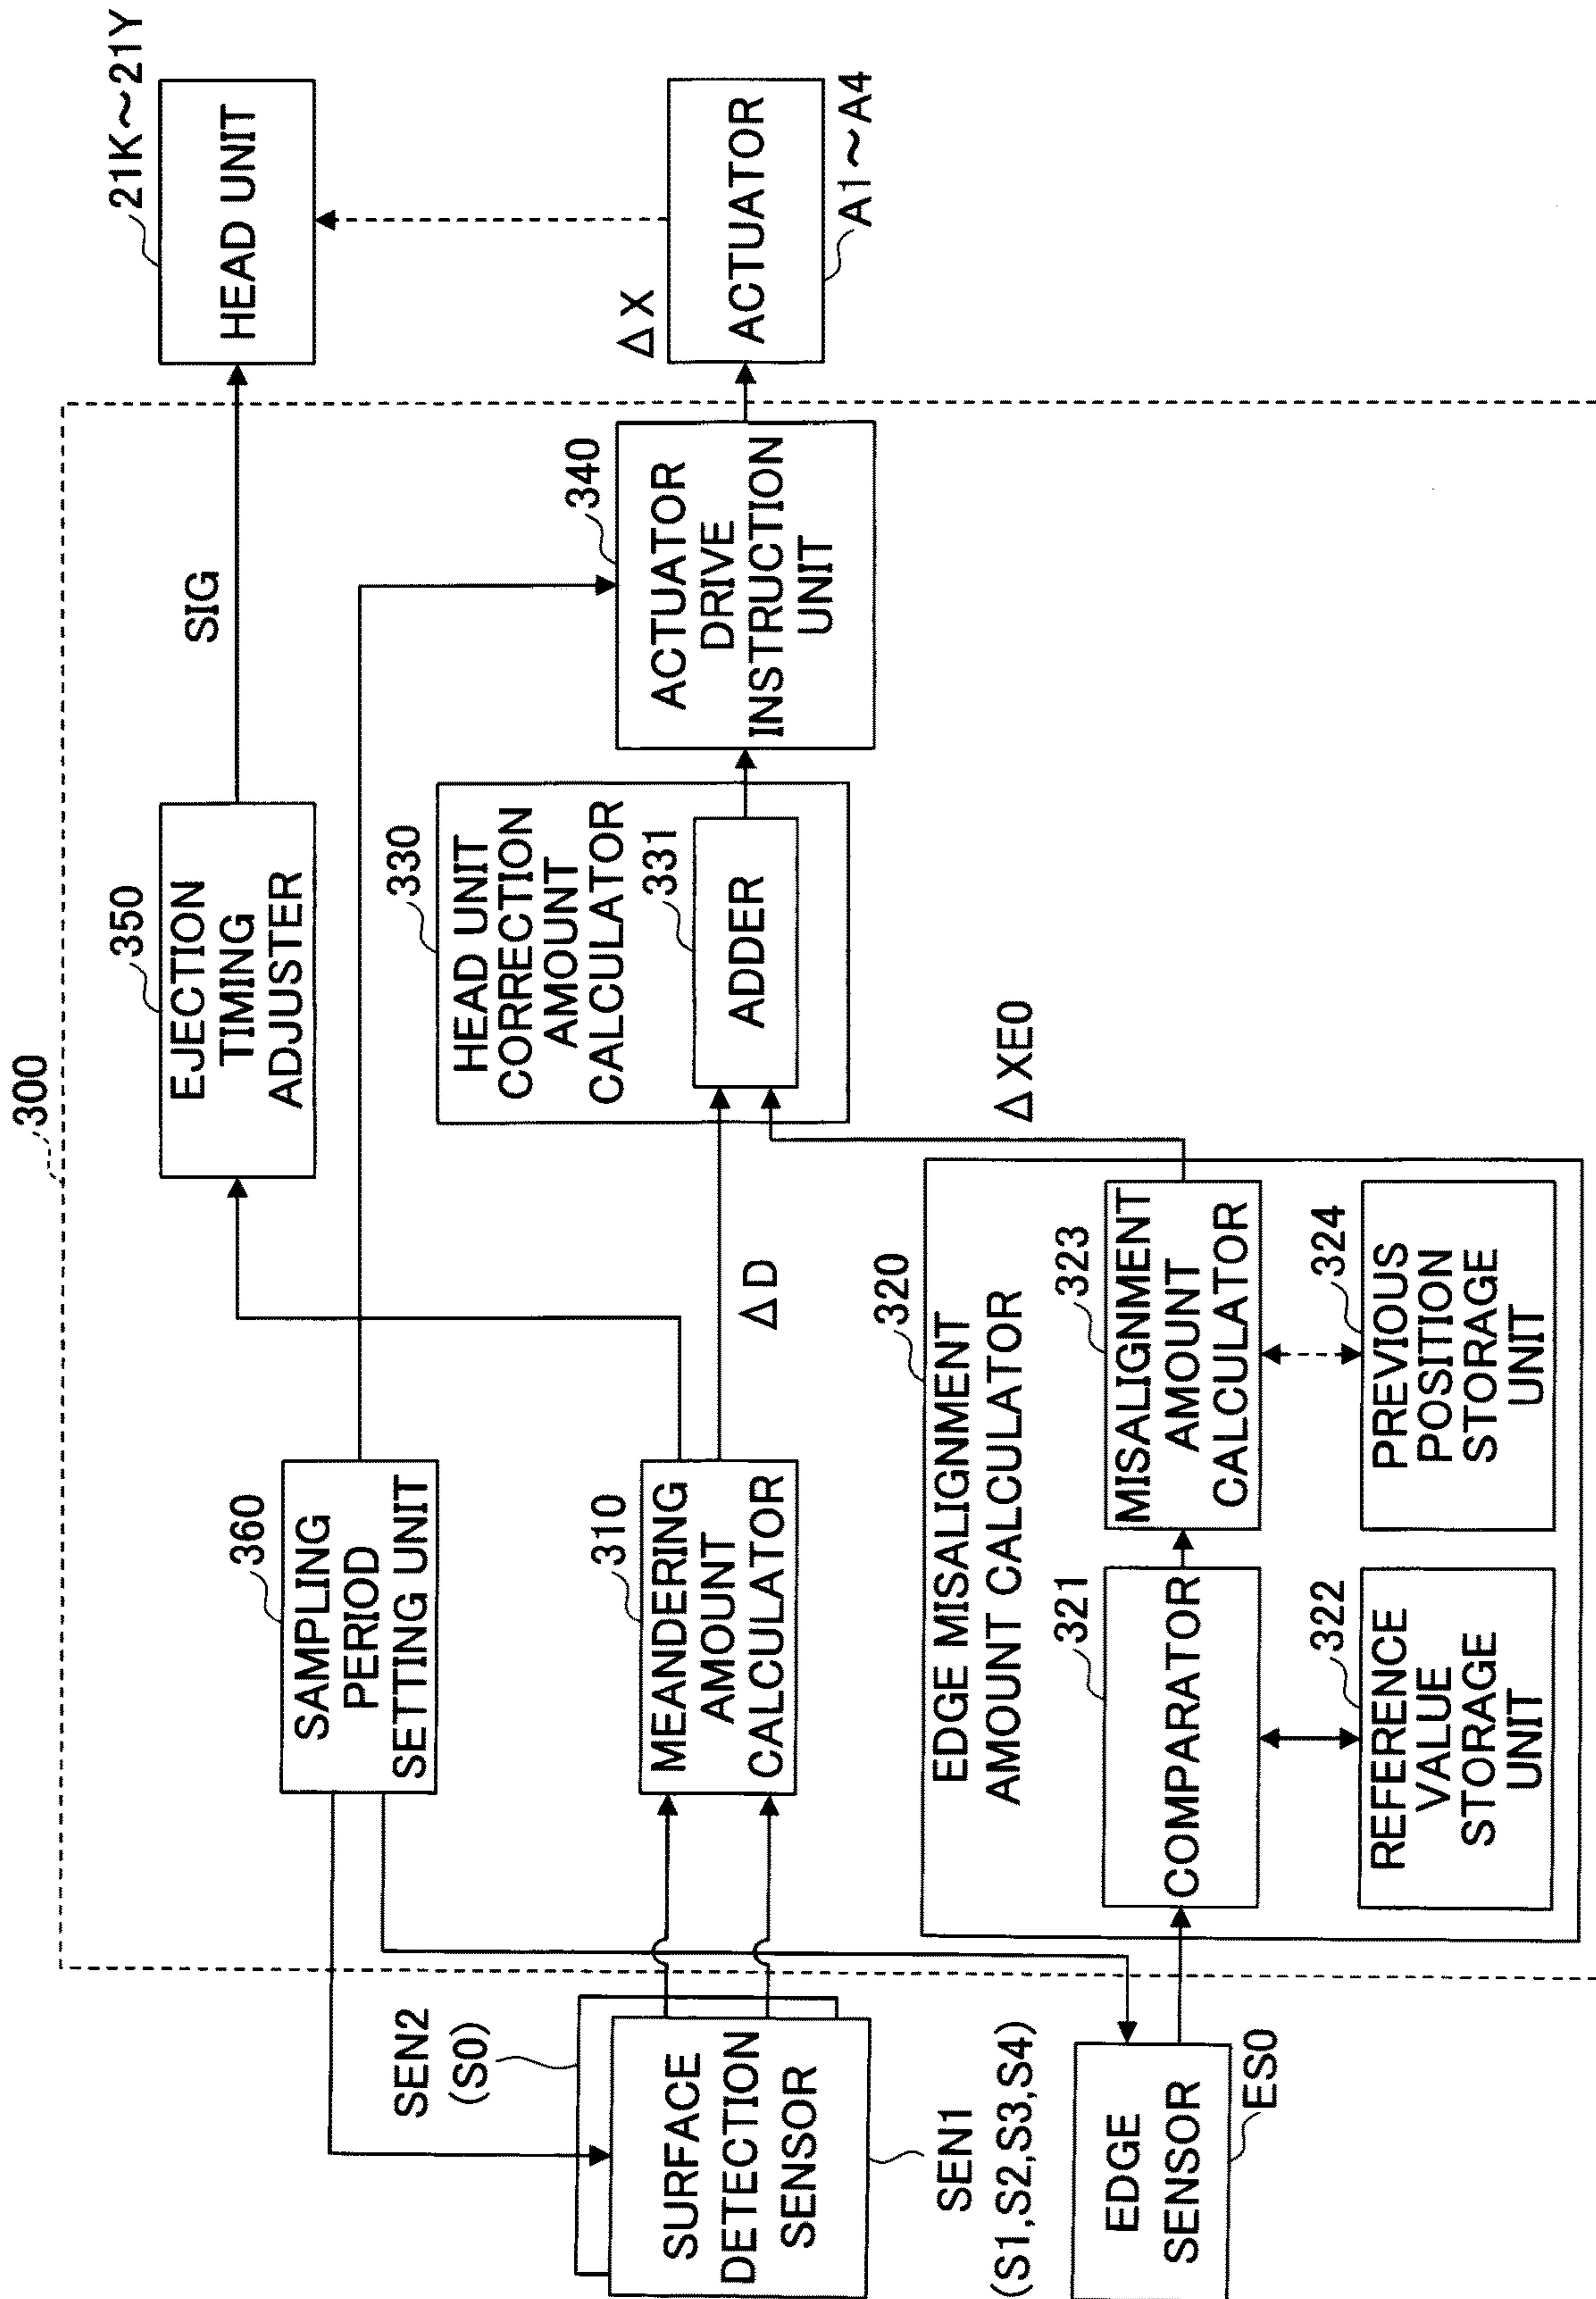 300
SEN2
(S0)
SURFACE
DETECTION
SENSOR
SEN1
(S1,S2,S3,S4)
EDGE
SENSOR
ES0
360
SAMPLING
PERIOD
SETTING UNIT
310
MEANDERING
AMOUNT
CALCULATOR
ΔD
320
EDGE MISALIGNMENT
AMOUNT CALCULATOR
321
COMPARATOR
322
REFERENCE
VALUE
STORAGE
UNIT
323
MISALIGNMENT
AMOUNT
CALCULATOR
324
PREVIOUS
POSITION
STORAGE
UNIT
ΔXE0
350
EJECTION
TIMING
ADJUSTER
SIG
330
HEAD UNIT
CORRECTION
AMOUNT
CALCULATOR
331
ADDER
340
ACTUATOR
DRIVE
INSTRUCTION
UNIT
ΔX
21K~21Y
HEAD UNIT
ACTUATOR
A1~A4